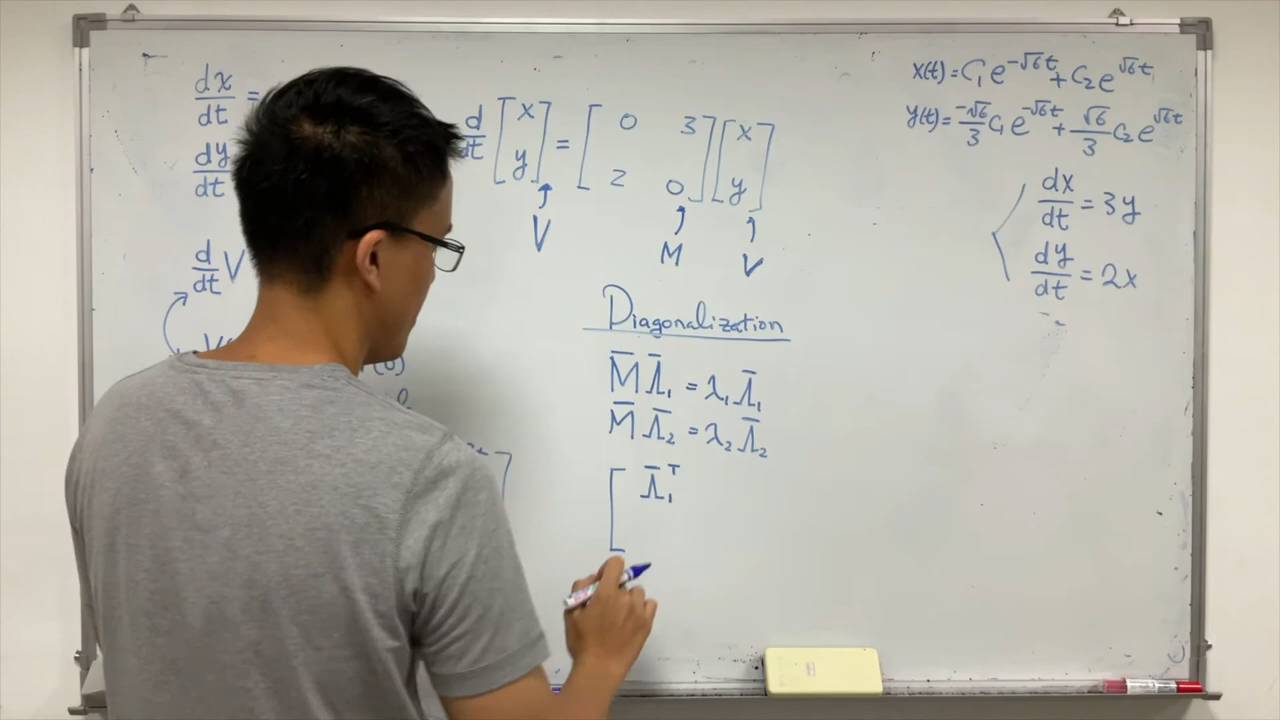 dx/dt =
dy/dt
d/dt [x y] = [0 3 2 0] [x y]
V M V
d/dt V
(0)
Diagonalization
M̅ Λ̅₁ = λ₁ Λ̅₁
M̅ Λ̅₂ = λ₂ Λ̅₂
[ Λ̅₁ᵀ
x(t) = C₁e^{-√6t} + C₂e^{√6t}
y(t) = -√6/3 C₁e^{-√6t} + √6/3 C₂e^{√6t}
dx/dt = 3y
dy/dt = 2x